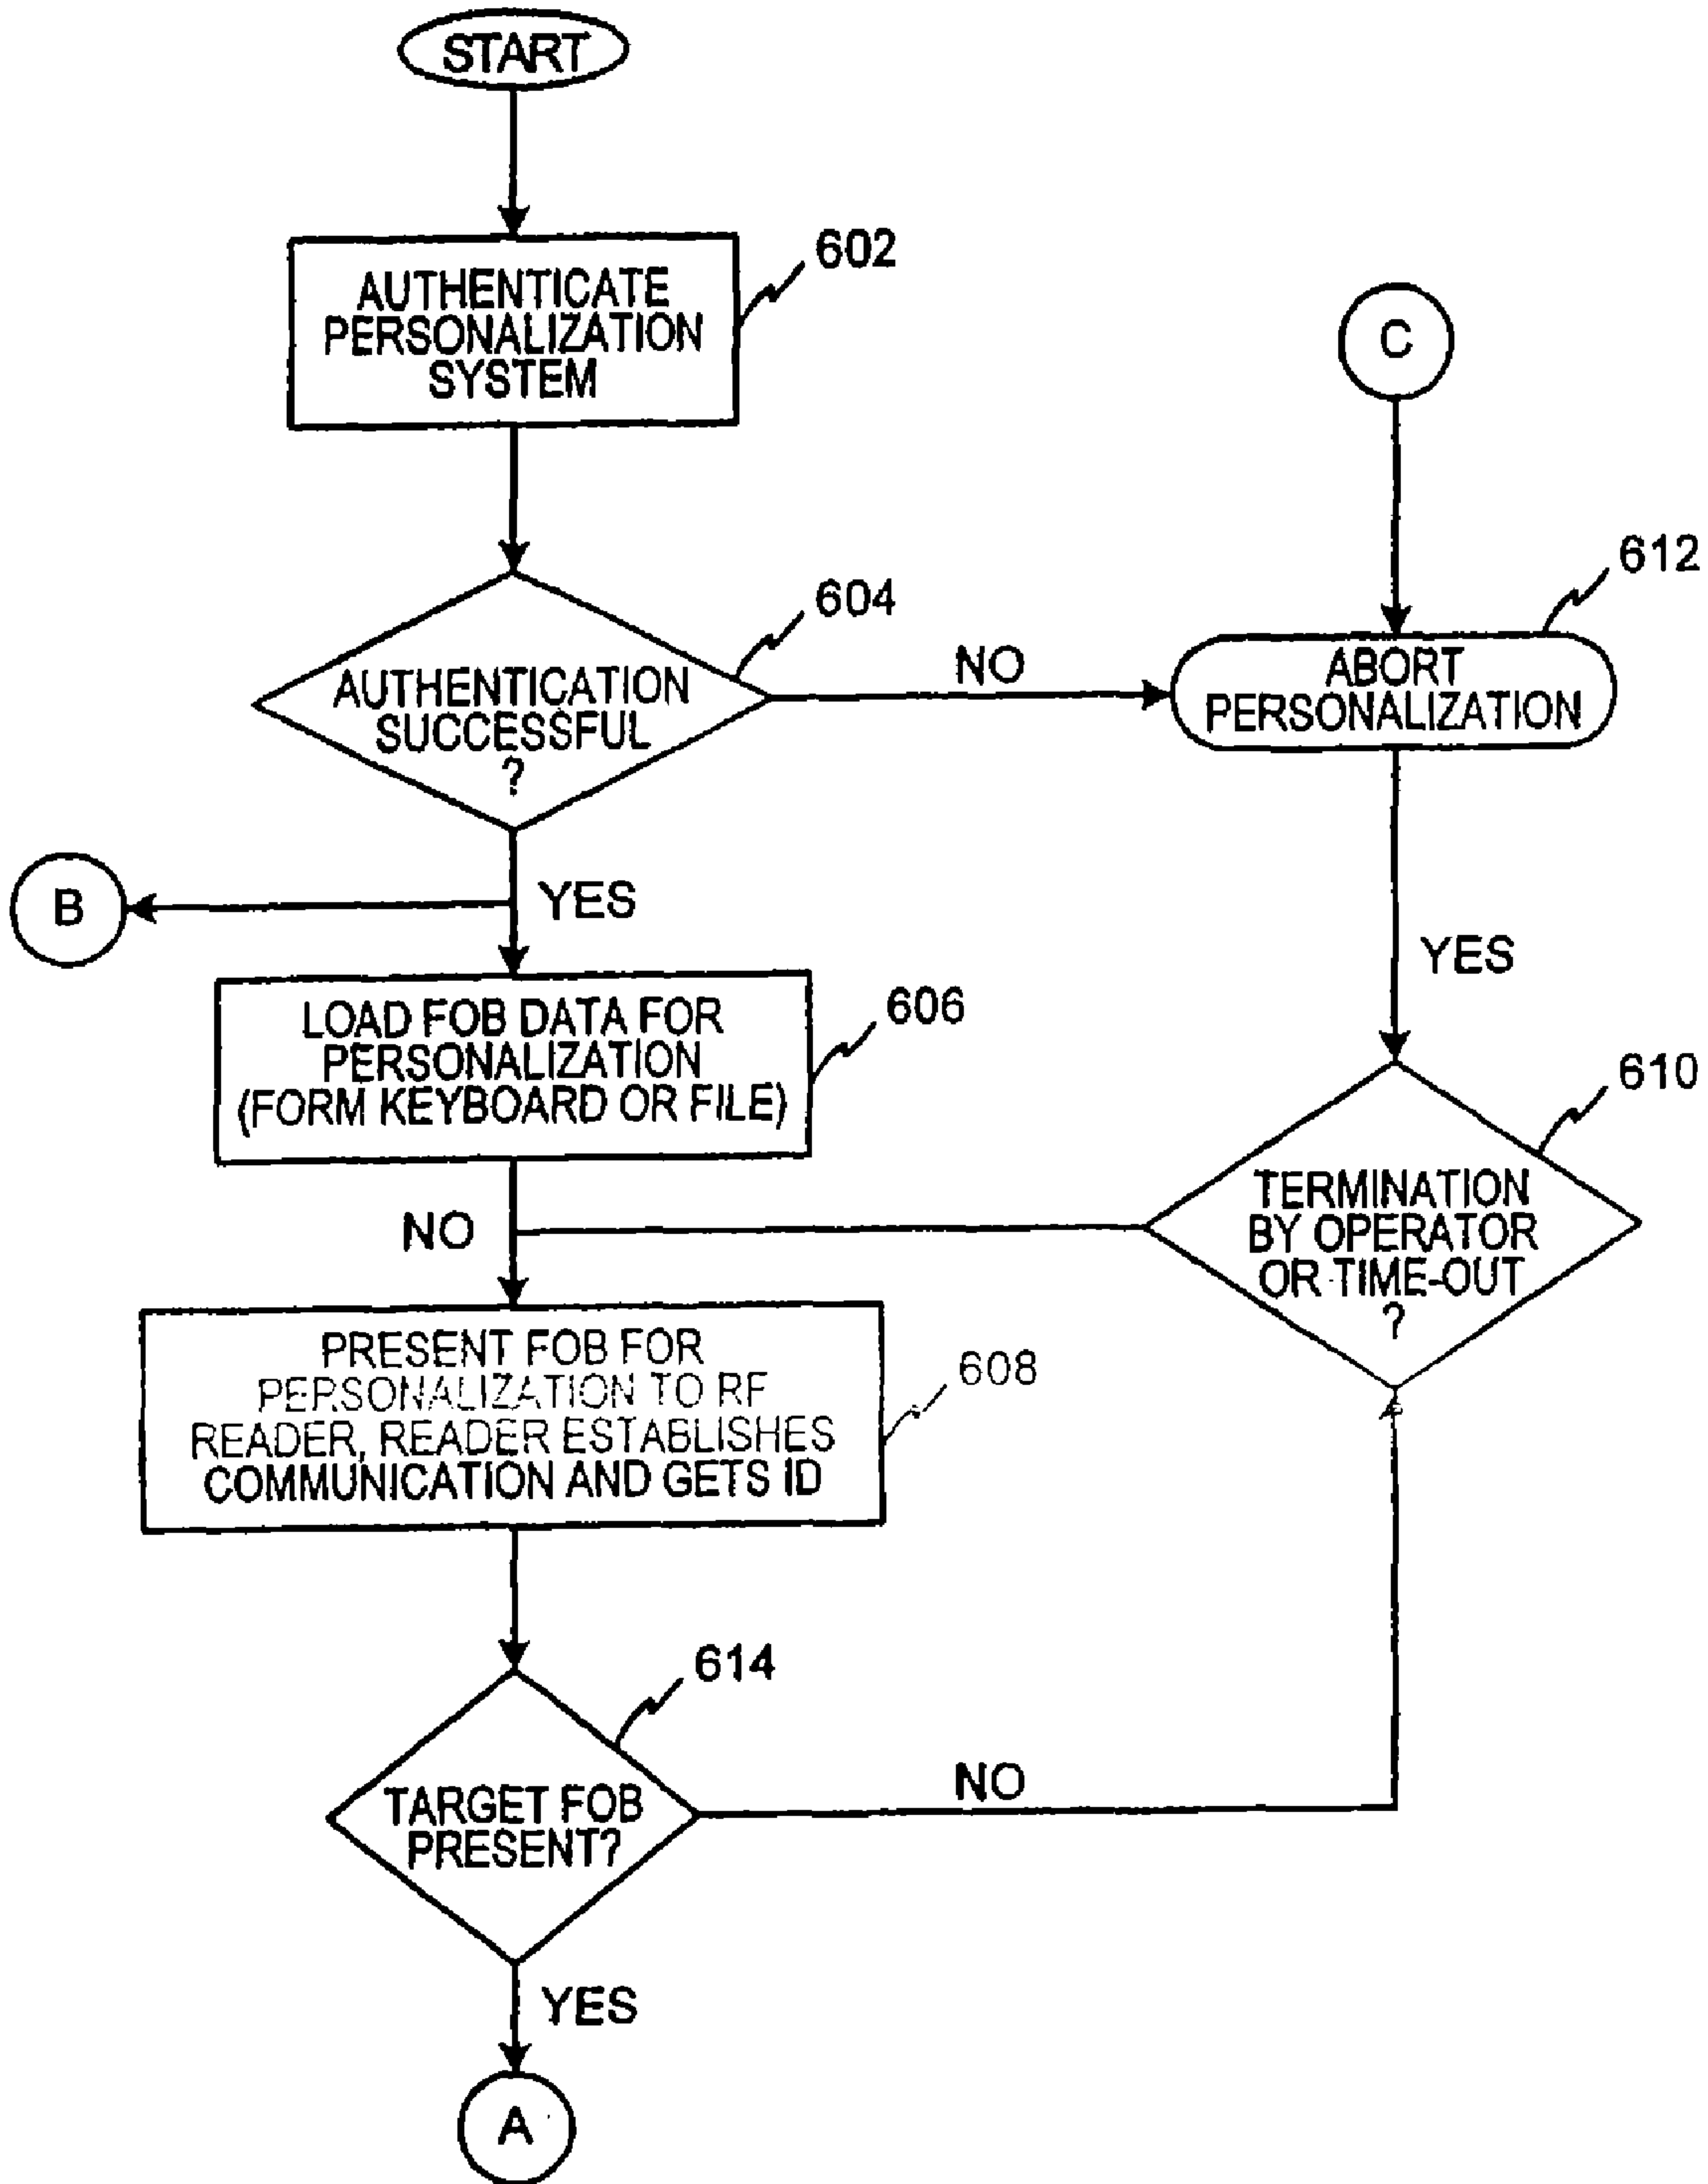 START
602
AUTHENTICATE
PERSONALIZATION
SYSTEM
C
612
604
NO
ABORT
PERSONALIZATION
AUTHENTICATION
SUCCESSFUL
?
B
YES
YES
606
LOAD FOB DATA FOR
PERSONALIZATION
(FORM KEYBOARD OR FILE)
610
TERMINATION
BY OPERATOR
OR TIME-OUT
?
NO
PRESENT FOB FOR
PERSONALIZATION TO RF
READER, READER ESTABLISHES
COMMUNICATION AND GETS ID
608
614
TARGET FOB
PRESENT?
NO
YES
A